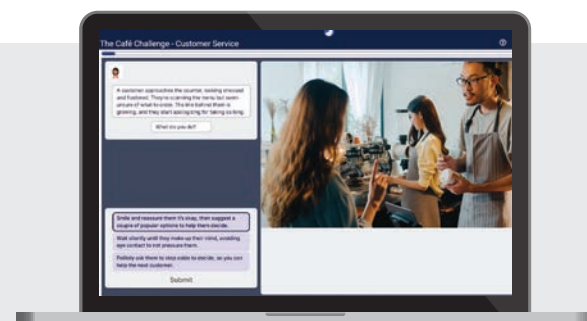 The Café Challenge - Customer Service
A customer approaches the counter, looking stressed
and flustered. They're scanning the menu but seem
unsure of what to order. The line behind them is
growing, and they start apologizing for taking so long.
What do you do?
Smile and reassure them it's okay, then suggest a
couple of popular options to help them decide.
Wait silently until they make up their mind, avoiding
eye contact to not pressure them.
Politely ask them to step aside to decide, so you can
help the next customer.
Submit